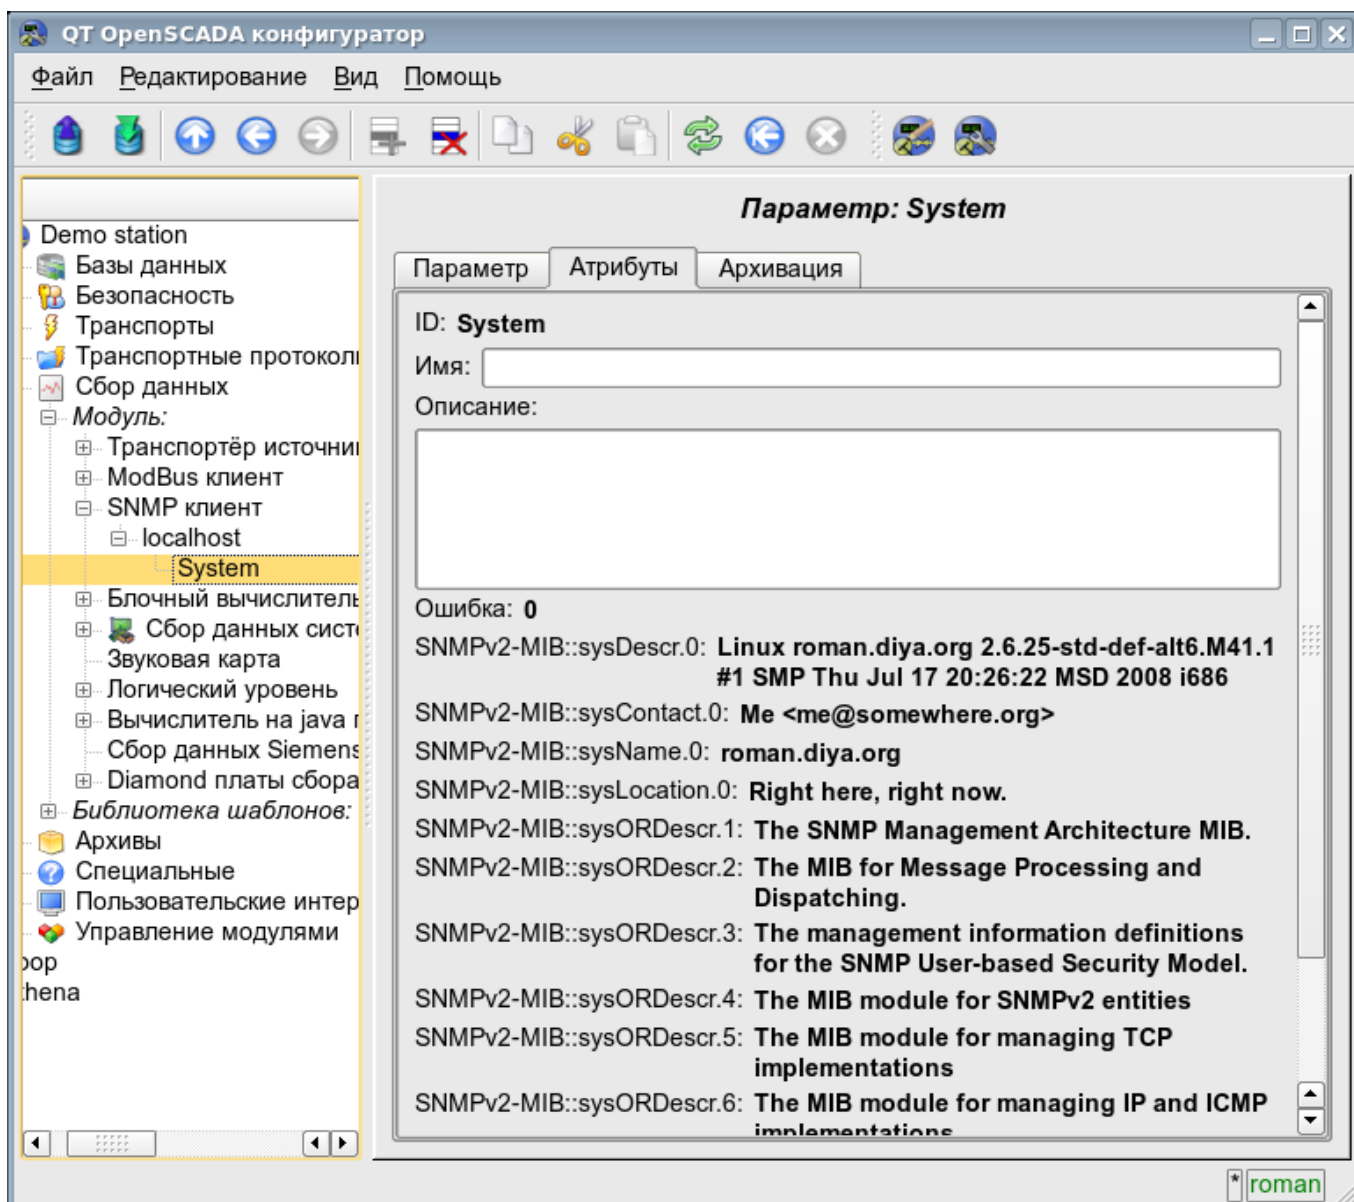 QT OpenSCADA конфигуратор
Файл Редактирование Вид Помощь
Demo station
Базы данных
Безопасность
Транспорты
Транспортные протокол
Сбор данных
Модуль:
Транспортёр источни
ModBus клиент
SNMP клиент
localhost
System
Блочный вычислитель
Сбор данных сист
Звуковая карта
Логический уровень
Вычислитель на java
Сбор данных Siemens
Diamond платы сбора
Библиотека шаблонов:
Архивы
Специальные
Пользовательские интер
Управление модулями
oop
hena
Параметр: System
Параметр Атрибуты Архивация
ID: System
Имя:
Описание:
Ошибка: 0
SNMPv2-MIB::sysDescr.0: Linux roman.diya.org 2.6.25-std-def-alt6.M41.1
#1 SMP Thu Jul 17 20:26:22 MSD 2008 i686
SNMPv2-MIB::sysContact.0: Me <me@somewhere.org>
SNMPv2-MIB::sysName.0: roman.diya.org
SNMPv2-MIB::sysLocation.0: Right here, right now.
SNMPv2-MIB::sysORDescr.1: The SNMP Management Architecture MIB.
SNMPv2-MIB::sysORDescr.2: The MIB for Message Processing and
Dispatching.
SNMPv2-MIB::sysORDescr.3: The management information definitions
for the SNMP User-based Security Model.
SNMPv2-MIB::sysORDescr.4: The MIB module for SNMPv2 entities
SNMPv2-MIB::sysORDescr.5: The MIB module for managing TCP
implementations
SNMPv2-MIB::sysORDescr.6: The MIB module for managing IP and ICMP
implementations
* roman